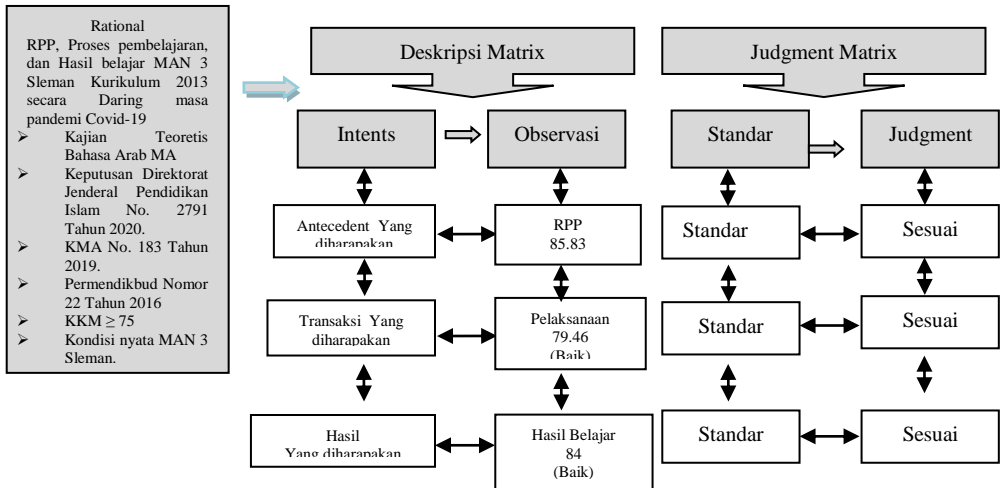 Rational
RPP, Proses pembelajaran,
dan Hasil belajar MAN 3
Sleman Kurikulum 2013
secara Daring masa
pandemi Covid-19
➢ Kajian Teoretis
Bahasa Arab MA
➢ Keputusan Direktorat
Jenderal Pendidikan
Islam No. 2791
Tahun 2020.
➢ KMA No. 183 Tahun
2019.
➢ Permendikbud Nomor
22 Tahun 2016
➢ KKM ≥ 75
➢ Kondisi nyata MAN 3
Sleman.
Deskripsi Matrix
Judgment Matrix
Intents
Observasi
Standar
Judgment
Antecedent Yang
diharapakan
RPP
85.83
Standar
Sesuai
Transaksi Yang
diharapakan
Pelaksanaan
79.46
(Baik)
Standar
Sesuai
Hasil
Yang diharapakan
Hasil Belajar
84
(Baik)
Standar
Sesuai